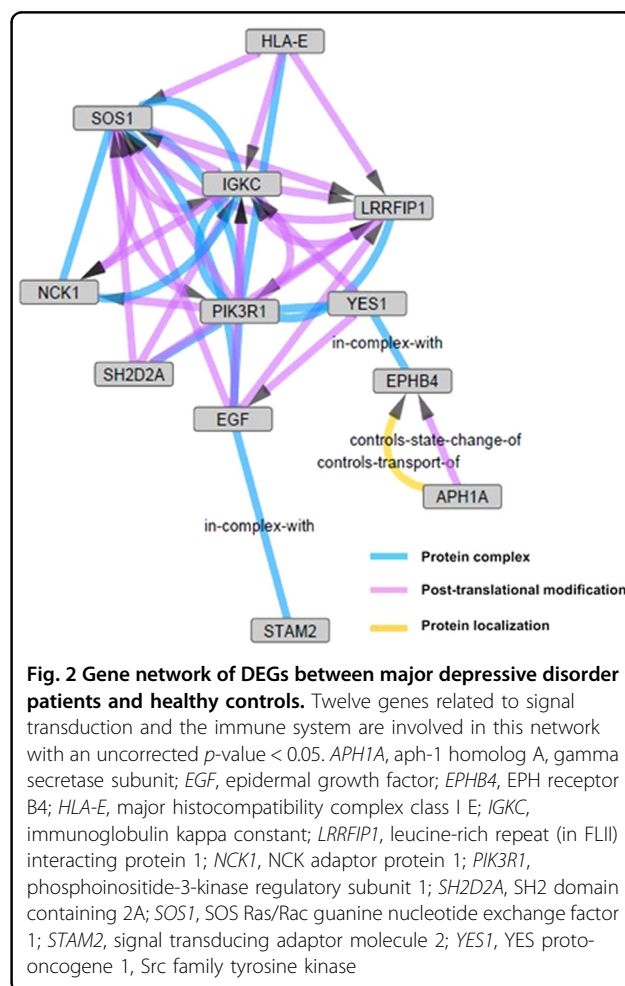 HLA-E
SOS1
IGKC
LRRFIP1
NCK1
PIK3R1
YES1
in-complex-with
SH2D2A
EPHB4
EGF
controls-state-change-of
controls-transport-of
APH1A
in-complex-with
Protein complex
Post-translational modification
Protein localization
STAM2
Fig. 2 Gene network of DEGs between major depressive disorder
patients and healthy controls. Twelve genes related to signal
transduction and the immune system are involved in this network
with an uncorrected p-value < 0.05. APH1A, aph-1 homolog A, gamma
secretase subunit; EGF, epidermal growth factor; EPHB4, EPH receptor
B4; HLA-E, major histocompatibility complex class I E; IGKC,
immunoglobulin kappa constant; LRRFIP1, leucine-rich repeat (in FLII)
interacting protein 1; NCK1, NCK adaptor protein 1; PIK3R1,
phosphoinositide-3-kinase regulatory subunit 1; SH2D2A, SH2 domain
containing 2A; SOS1, SOS Ras/Rac guanine nucleotide exchange factor
1; STAM2, signal transducing adaptor molecule 2; YES1, YES proto-
oncogene 1, Src family tyrosine kinase